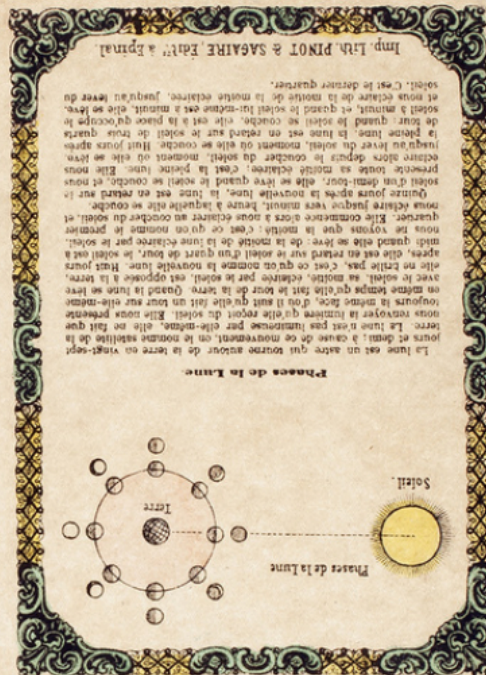 Phases de la Lune
Soleil.
Terre
Phases de la Lune.
La lune est un astre qui tourne autour de la terre en vingt-sept
jours et demi; à cause de ce mouvement, on le nomme satellite de la
terre. La lune n'est pas lumineuse par elle-même, elle ne fait que
nous renvoyer la lumière qu'elle reçoit du soleil. Elle nous présente
toujours la même face, d'où il suit qu'elle fait un tour sur elle-même
en même temps qu'elle fait le tour de la terre. Quand la lune se lève
avec le soleil, sa moitié, éclairée par le soleil, est opposée à la terre,
elle ne brille pas, c'est ce qu'on nomme la nouvelle lune. Huit jours
après, elle est en retard sur le soleil d'un quart de tour, le soleil est à
midi quand elle se lève: de la moitié de la lune éclairée par le soleil,
nous ne voyons que la moitié: c'est ce qu'on nomme le premier
quartier. Elle commence alors à nous éclairer au coucher du soleil, et
nous éclaire jusque vers minuit, heure à laquelle elle se couche.
Quinze jours après la nouvelle lune, la lune est en retard sur le
soleil d'un demi-tour, elle se lève quand le soleil se couche, et nous
présente toute sa moitié éclairée; c'est la pleine lune. Elle nous
éclaire alors depuis le coucher du soleil, moment où elle se lève,
jusqu'au lever du soleil, moment où elle se couche. Huit jours après
la pleine lune, la lune est en retard sur le soleil de trois quarts
de tour, quand le soleil se couche, elle est à la place qu'occupe le
soleil à minuit, et quand le soleil lui-même est à minuit, elle se lève,
et nous éclaire de la moitié de la moitié éclairée, jusqu'au lever du
soleil. C'est le dernier quartier.
Imp. Lith. PINOT & SAGAIRE, Edit.rs à Epinal.